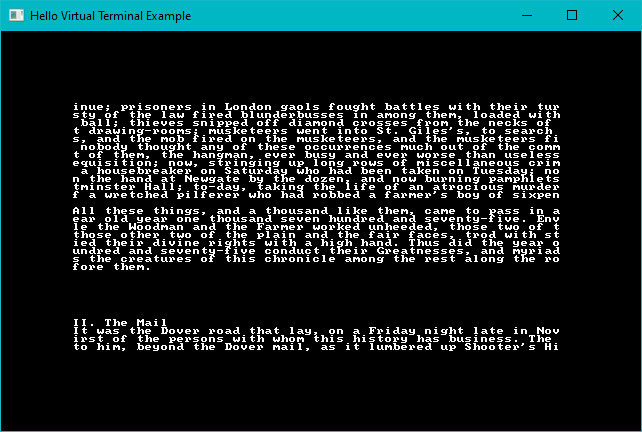 Hello Virtual Terminal Example
inue; prisoners in London gaols fought battles with their tur
sty of the law fired blunderbusses in among them, loaded with
ball; thieves snipped off diamond crosses from the necks of
t drawing-rooms; musketeers went into St. Giles's, to search
s, and the mob fired on the musketeers, and the musketeers fi
nobody thought any of these occurrences much out of the comm
t of them, the hangman, ever busy and ever worse than useless
equisition; now, stringing up long rows of miscellaneous crim
a housebreaker on Saturday who had been taken on Tuesday; no
n the hand at Newgate by the dozen, and now burning pamphlets
tminster Hall; to-day, taking the life of an atrocious murder
f a wretched pilferer who had robbed a farmer's boy of sixpen
All these things, and a thousand like them, came to pass in a
ear old year one thousand seven hundred and seventy-five. Env
le the Woodman and the Farmer worked unheeded, those two of t
those other two of the plain and the fair faces, trod with st
ied their divine rights with a high hand. Thus did the year o
undred and seventy-five conduct their Greatnesses, and myriad
s the creatures of this chronicle among the rest along the ro
fore them.
II. The Mail
It was the Dover road that lay, on a Friday night late in Nov
irst of the persons with whom this history has business. The
to him, beyond the Dover mail, as it lumbered up Shooter's Hi